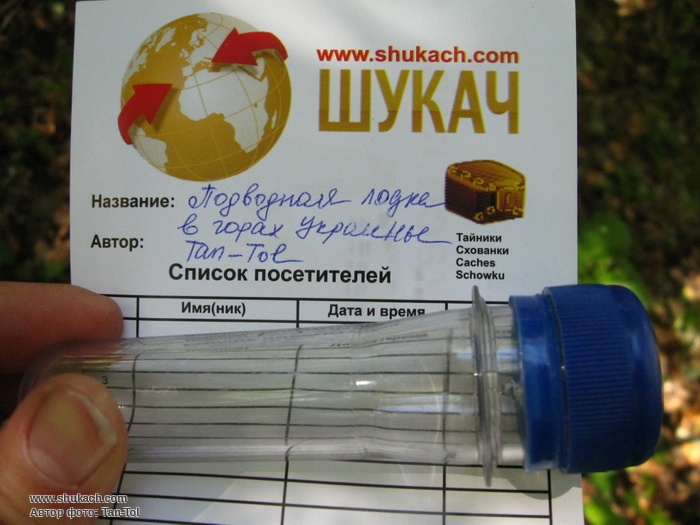 www.shukach.com
ШУКАЧ
Название: Подводная лодка
в горах Украины
Автор: Tan-Tol
Тайники
Схованки
Caches
Schowku
Список посетителей
Имя(ник) Дата и время
3
www.shukach.com
Автор фото: Tan-Tol